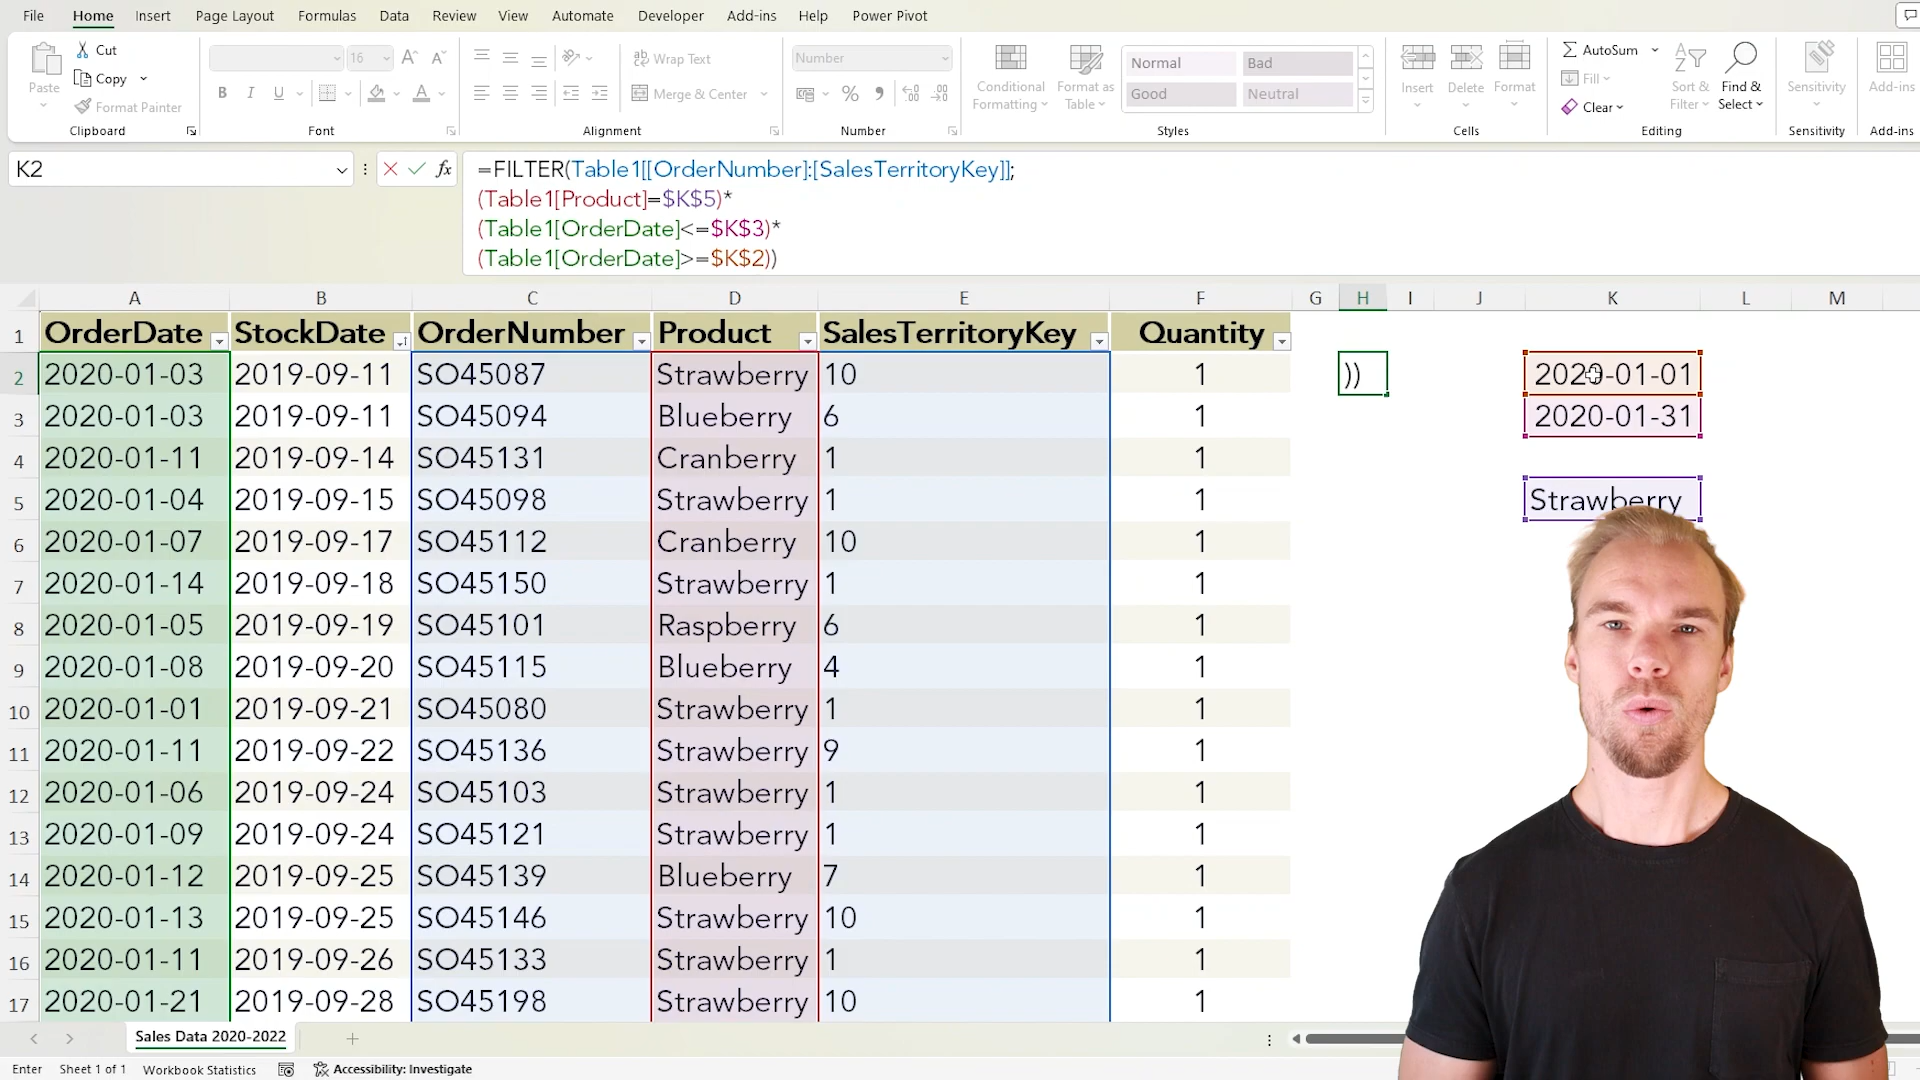 File Home Insert Page Layout Formulas Data Review View Automate Developer Add-ins Help Power Pivot
Paste Cut Copy Format Painter
Clipboard
16
B I U A
Font
ab Wrap Text
Merge & Center
Alignment
Number
% 9
Number
Conditional Formatting Format as Table
Normal Bad
Good Neutral
Styles
Insert Delete Format
Cells
AutoSum
Fill
Clear
Sort & Filter Find & Select
Editing
Sensitivity
Sensitivity
Add-ins
Add-ins
K2 fx =FILTER(Table1[[OrderNumber]:[SalesTerritoryKey]];
(Table1[Product]=$K$5)*
(Table1[OrderDate]<=$K$3)*
(Table1[OrderDate]>=$K$2))
A B C D E F G H I J K L M
1 OrderDate StockDate OrderNumber Product SalesTerritoryKey Quantity
2 2020-01-03 2019-09-11 SO45087 Strawberry 10 1 )) 2020-01-01
3 2020-01-03 2019-09-11 SO45094 Blueberry 6 1 2020-01-31
4 2020-01-11 2019-09-14 SO45131 Cranberry 1 1
5 2020-01-04 2019-09-15 SO45098 Strawberry 1 1 Strawberry
6 2020-01-07 2019-09-17 SO45112 Cranberry 10 1
7 2020-01-14 2019-09-18 SO45150 Strawberry 1 1
8 2020-01-05 2019-09-19 SO45101 Raspberry 6 1
9 2020-01-08 2019-09-20 SO45115 Blueberry 4 1
10 2020-01-01 2019-09-21 SO45080 Strawberry 1 1
11 2020-01-11 2019-09-22 SO45136 Strawberry 9 1
12 2020-01-06 2019-09-24 SO45103 Strawberry 1 1
13 2020-01-09 2019-09-24 SO45121 Strawberry 1 1
14 2020-01-12 2019-09-25 SO45139 Blueberry 7 1
15 2020-01-13 2019-09-25 SO45146 Strawberry 10 1
16 2020-01-11 2019-09-26 SO45133 Strawberry 1 1
17 2020-01-21 2019-09-28 SO45198 Strawberry 10 1
Sales Data 2020-2022
Enter Sheet 1 of 1 Workbook Statistics Accessibility: Investigate